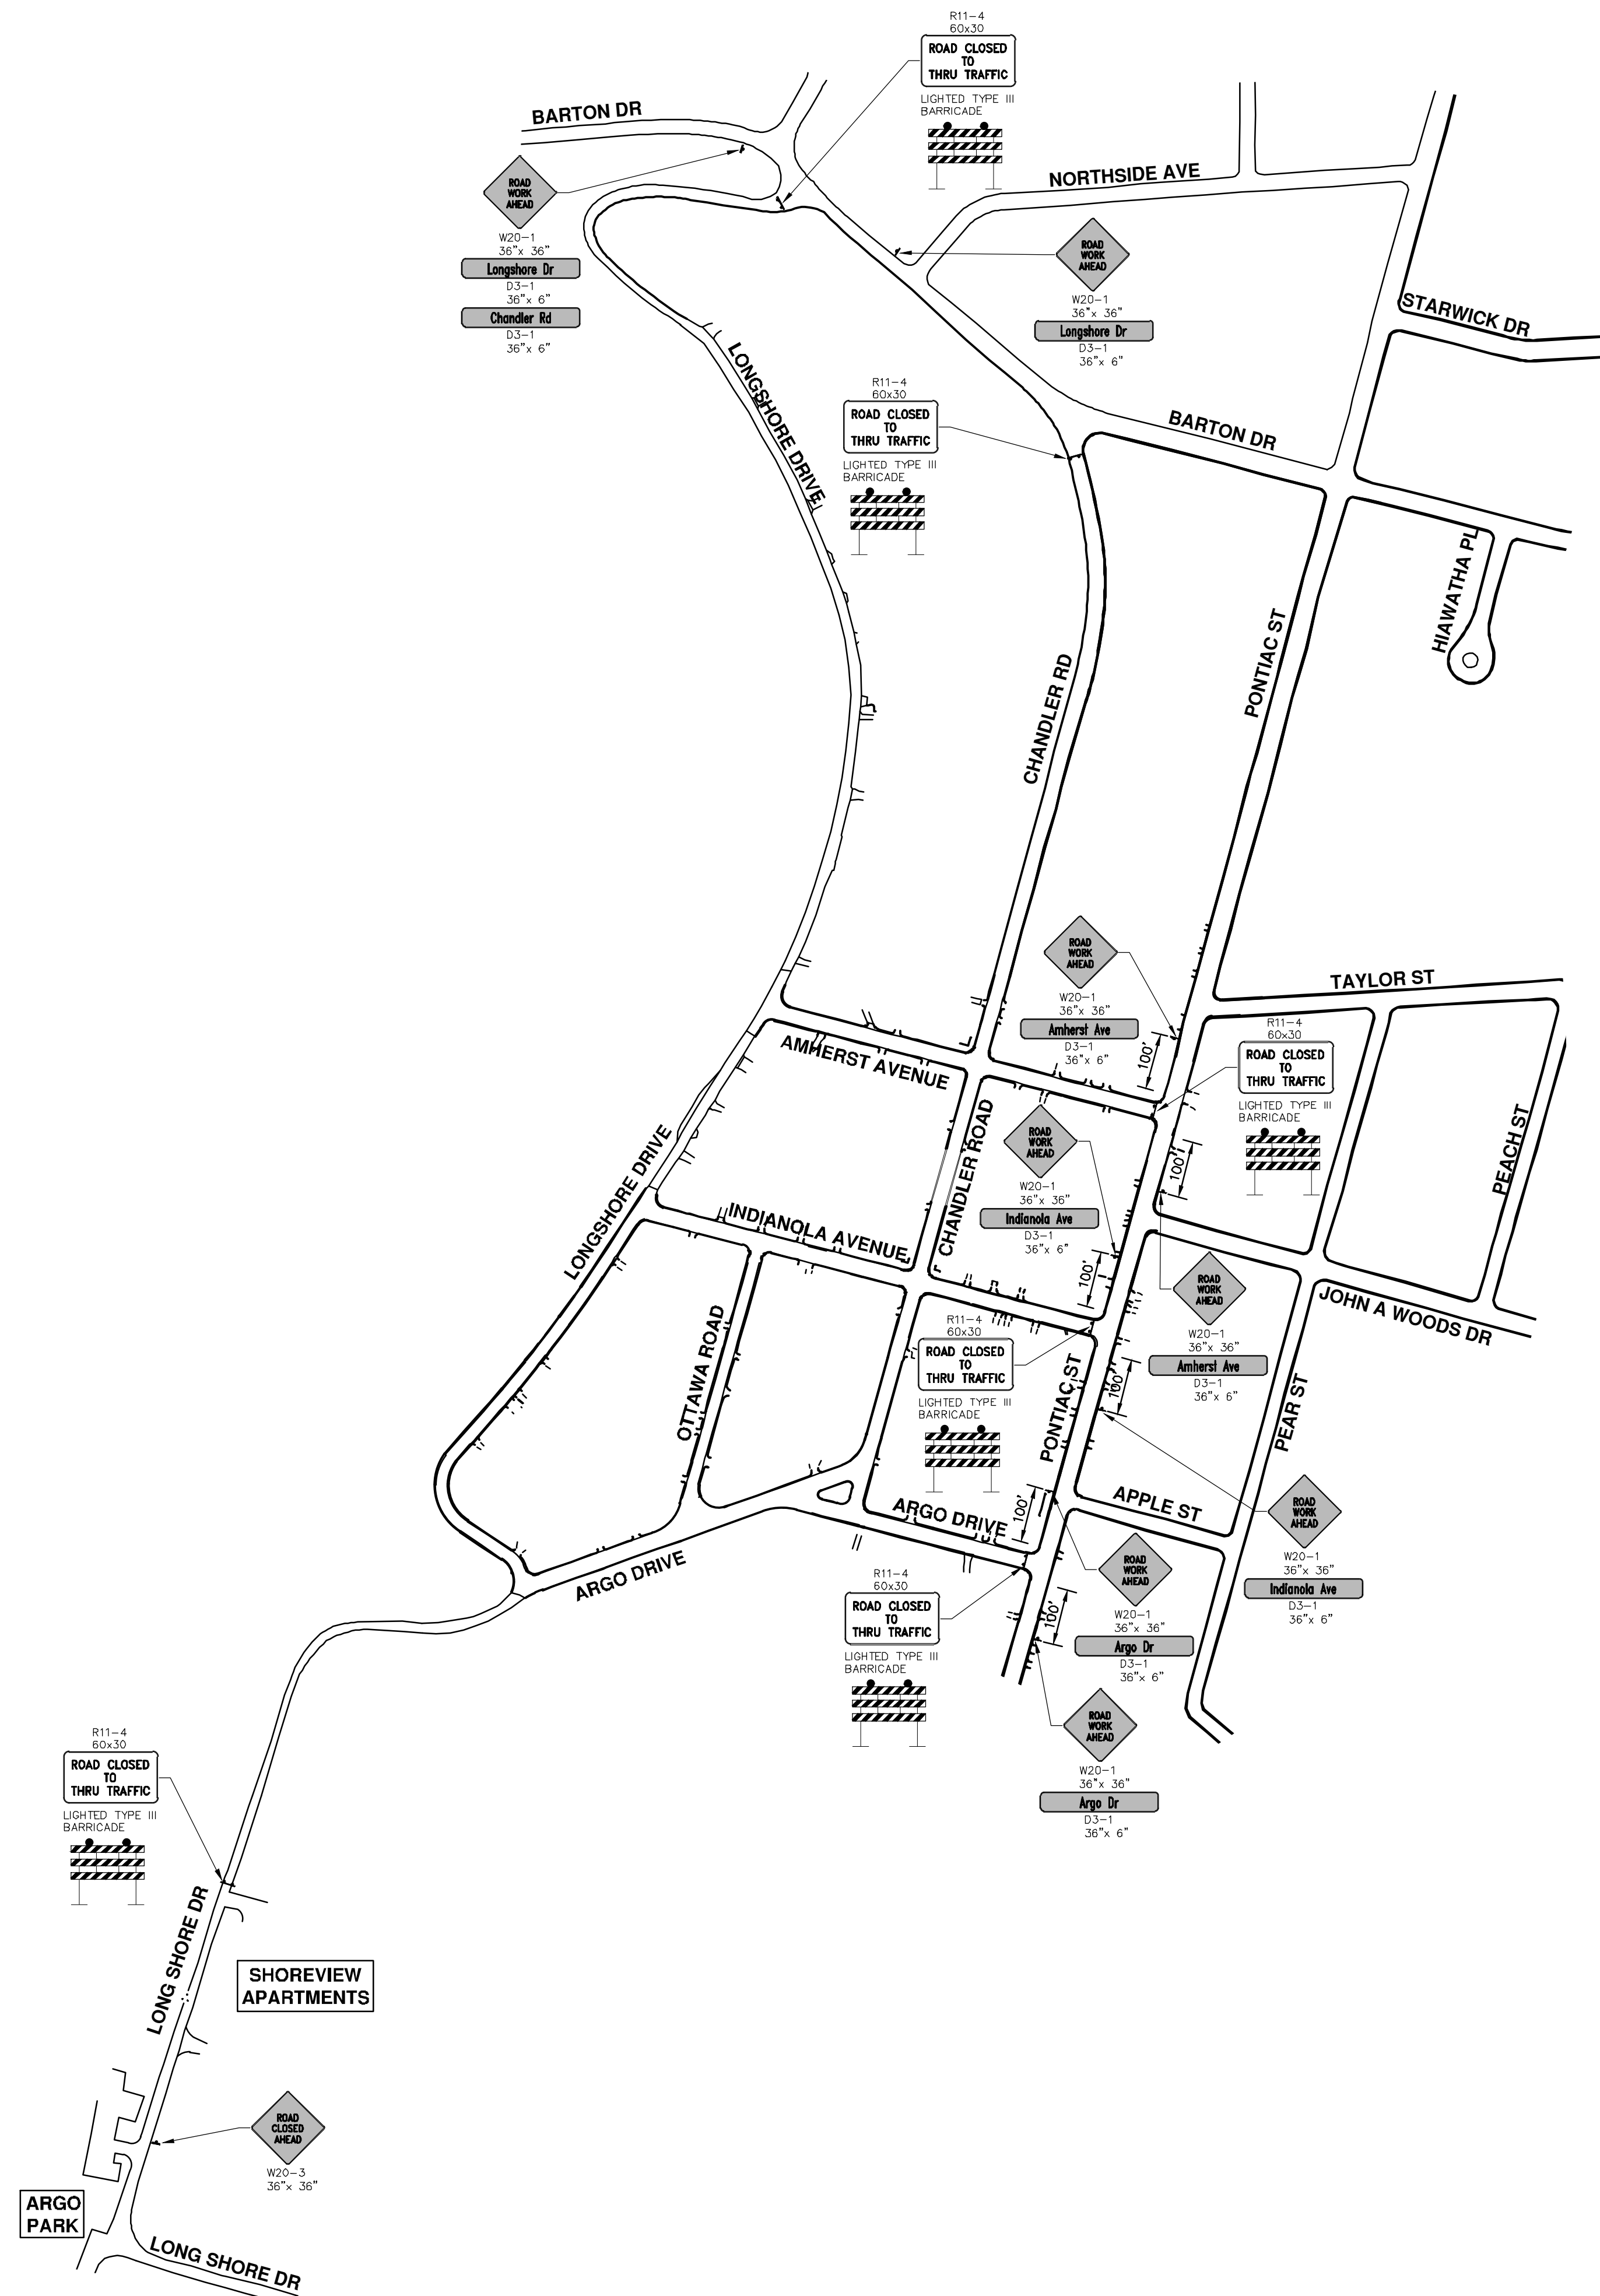 R11-4
60x30
ROAD CLOSED
TO
THRU TRAFFIC
LIGHTED TYPE III
BARRICADE
BARTON DR
NORTHSIDE AVE
ROAD
WORK
AHEAD
W20-1
36"x 36"
Longshore Dr
D3-1
36"x 6"
Chandler Rd
D3-1
36"x 6"
ROAD
WORK
AHEAD
W20-1
36"x 36"
Longshore Dr
D3-1
36"x 6"
STARWICK DR
LONGSHORE DRIVE
R11-4
60x30
ROAD CLOSED
TO
THRU TRAFFIC
LIGHTED TYPE III
BARRICADE
BARTON DR
HIAWATHA PL
PONTIAC ST
CHANDLER RD
ROAD
WORK
AHEAD
W20-1
36"x 36"
Amherst Ave
D3-1
36"x 6"
100'
TAYLOR ST
R11-4
60x30
ROAD CLOSED
TO
THRU TRAFFIC
LIGHTED TYPE III
BARRICADE
AMHERST AVENUE
CHANDLER ROAD
ROAD
WORK
AHEAD
W20-1
36"x 36"
Indianola Ave
D3-1
36"x 6"
100'
100'
PEACH ST
LONGSHORE DRIVE
INDIANOLA AVENUE
ROAD
WORK
AHEAD
W20-1
36"x 36"
Amherst Ave
D3-1
36"x 6"
JOHN A WOODS DR
OTTAWA ROAD
R11-4
60x30
ROAD CLOSED
TO
THRU TRAFFIC
LIGHTED TYPE III
BARRICADE
PONTIAC ST
100'
PEAR ST
ARGO DRIVE
100'
APPLE ST
ROAD
WORK
AHEAD
W20-1
36"x 36"
Indianola Ave
D3-1
36"x 6"
ARGO DRIVE
R11-4
60x30
ROAD CLOSED
TO
THRU TRAFFIC
LIGHTED TYPE III
BARRICADE
100'
ROAD
WORK
AHEAD
W20-1
36"x 36"
Argo Dr
D3-1
36"x 6"
ROAD
WORK
AHEAD
W20-1
36"x 36"
Argo Dr
D3-1
36"x 6"
R11-4
60x30
ROAD CLOSED
TO
THRU TRAFFIC
LIGHTED TYPE III
BARRICADE
LONG SHORE DR
SHOREVIEW
APARTMENTS
ROAD
CLOSED
AHEAD
W20-3
36"x 36"
ARGO
PARK
LONG SHORE DR